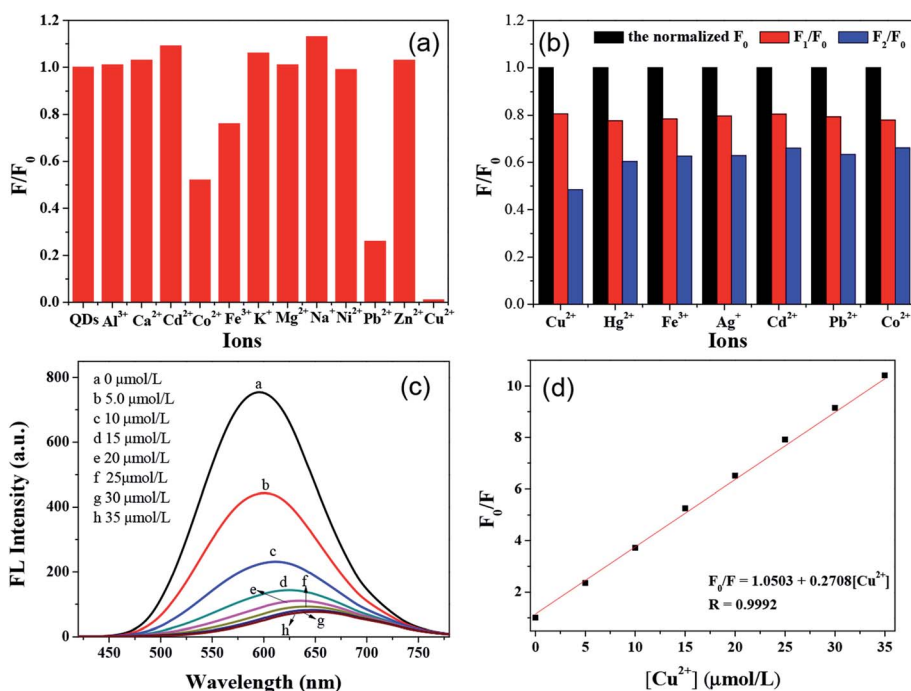 (a)
F/F₀
1.2
1.0
0.8
0.6
0.4
0.2
0.0
QDs Al³⁺ Ca²⁺ Cd²⁺ Co²⁺ Fe³⁺ K⁺ Mg²⁺ Na⁺ Ni²⁺ Pb²⁺ Zn²⁺ Cu²⁺
Ions
(b)
the normalized F₀ F₁/F₀ F₂/F₀
F/F₀
1.2
1.0
0.8
0.6
0.4
0.2
0.0
Cu²⁺ Hg²⁺ Fe³⁺ Ag⁺ Cd²⁺ Pb²⁺ Co²⁺
Ions
(c)
a 0 μmol/L
b 5.0 μmol/L
c 10 μmol/L
d 15 μmol/L
e 20 μmol/L
f 25μmol/L
g 30 μmol/L
h 35 μmol/L
a
b
c
d
e
f
g
h
FL Intensity (a.u.)
800
600
400
200
0
450 500 550 600 650 700 750
Wavelength (nm)
(d)
F₀/F
10
8
6
4
2
F₀/F = 1.0503 + 0.2708[Cu²⁺]
R = 0.9992
0 5 10 15 20 25 30 35
[Cu²⁺] (μmol/L)